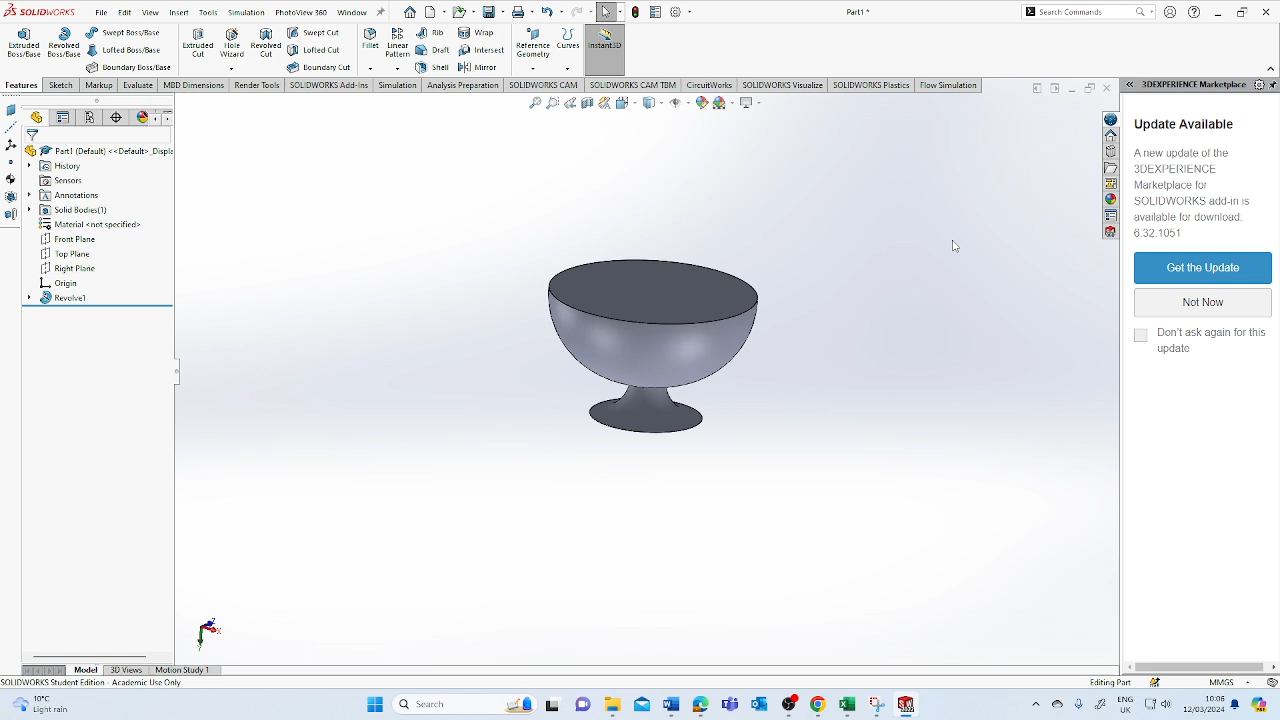 SOLIDWORKS File Edit View Insert Tools Simulation PhotoView 360 Window Part1 * Search Commands
Extruded Boss/Base
Revolved Boss/Base
Swept Boss/Base
Lofted Boss/Base
Boundary Boss/Base
Extruded Cut
Hole Wizard
Revolved Cut
Swept Cut
Lofted Cut
Boundary Cut
Fillet
Linear Pattern
Rib
Draft
Shell
Wrap
Intersect
Mirror
Reference Geometry
Curves
Instant3D
Features Sketch Markup Evaluate MBD Dimensions Render Tools SOLIDWORKS Add-Ins Simulation Analysis Preparation SOLIDWORKS CAM SOLIDWORKS CAM TBM CircuitWorks SOLIDWORKS Visualize SOLIDWORKS Plastics Flow Simulation
3DEXPERIENCE Marketplace
Part1 (Default) <<Default>_Displa
History
Sensors
Annotations
Solid Bodies(1)
Material <not specified>
Front Plane
Top Plane
Right Plane
Origin
Revolve1
Update Available
A new update of the
3DEXPERIENCE
Marketplace for
SOLIDWORKS add-in is
available for download.
6.32.1051
Get the Update
Not Now
Don't ask again for this
update
Z
X
Y
Model 3D Views Motion Study 1
SOLIDWORKS Student Edition - Academic Use Only Editing Part MMGS
10°C
Light rain
Search
ENG
UK
10:06
12/03/2024